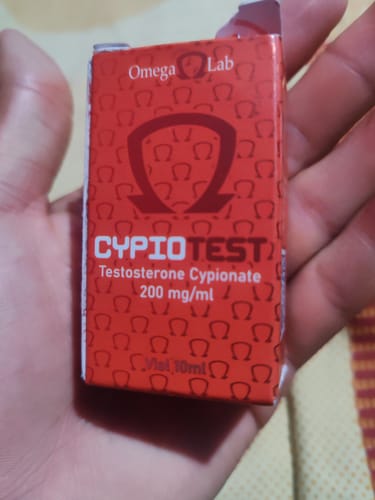 Omega Lab
CYPIOTEST
Testosterone Cypionate
200 mg/ml
Vial 10ml